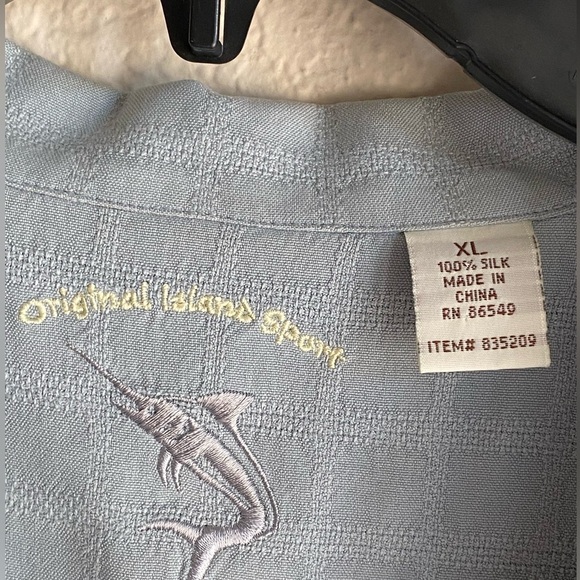 Original Island Sport
XL
100% SILK
MADE IN
CHINA
RN 86549
ITEM# 835209